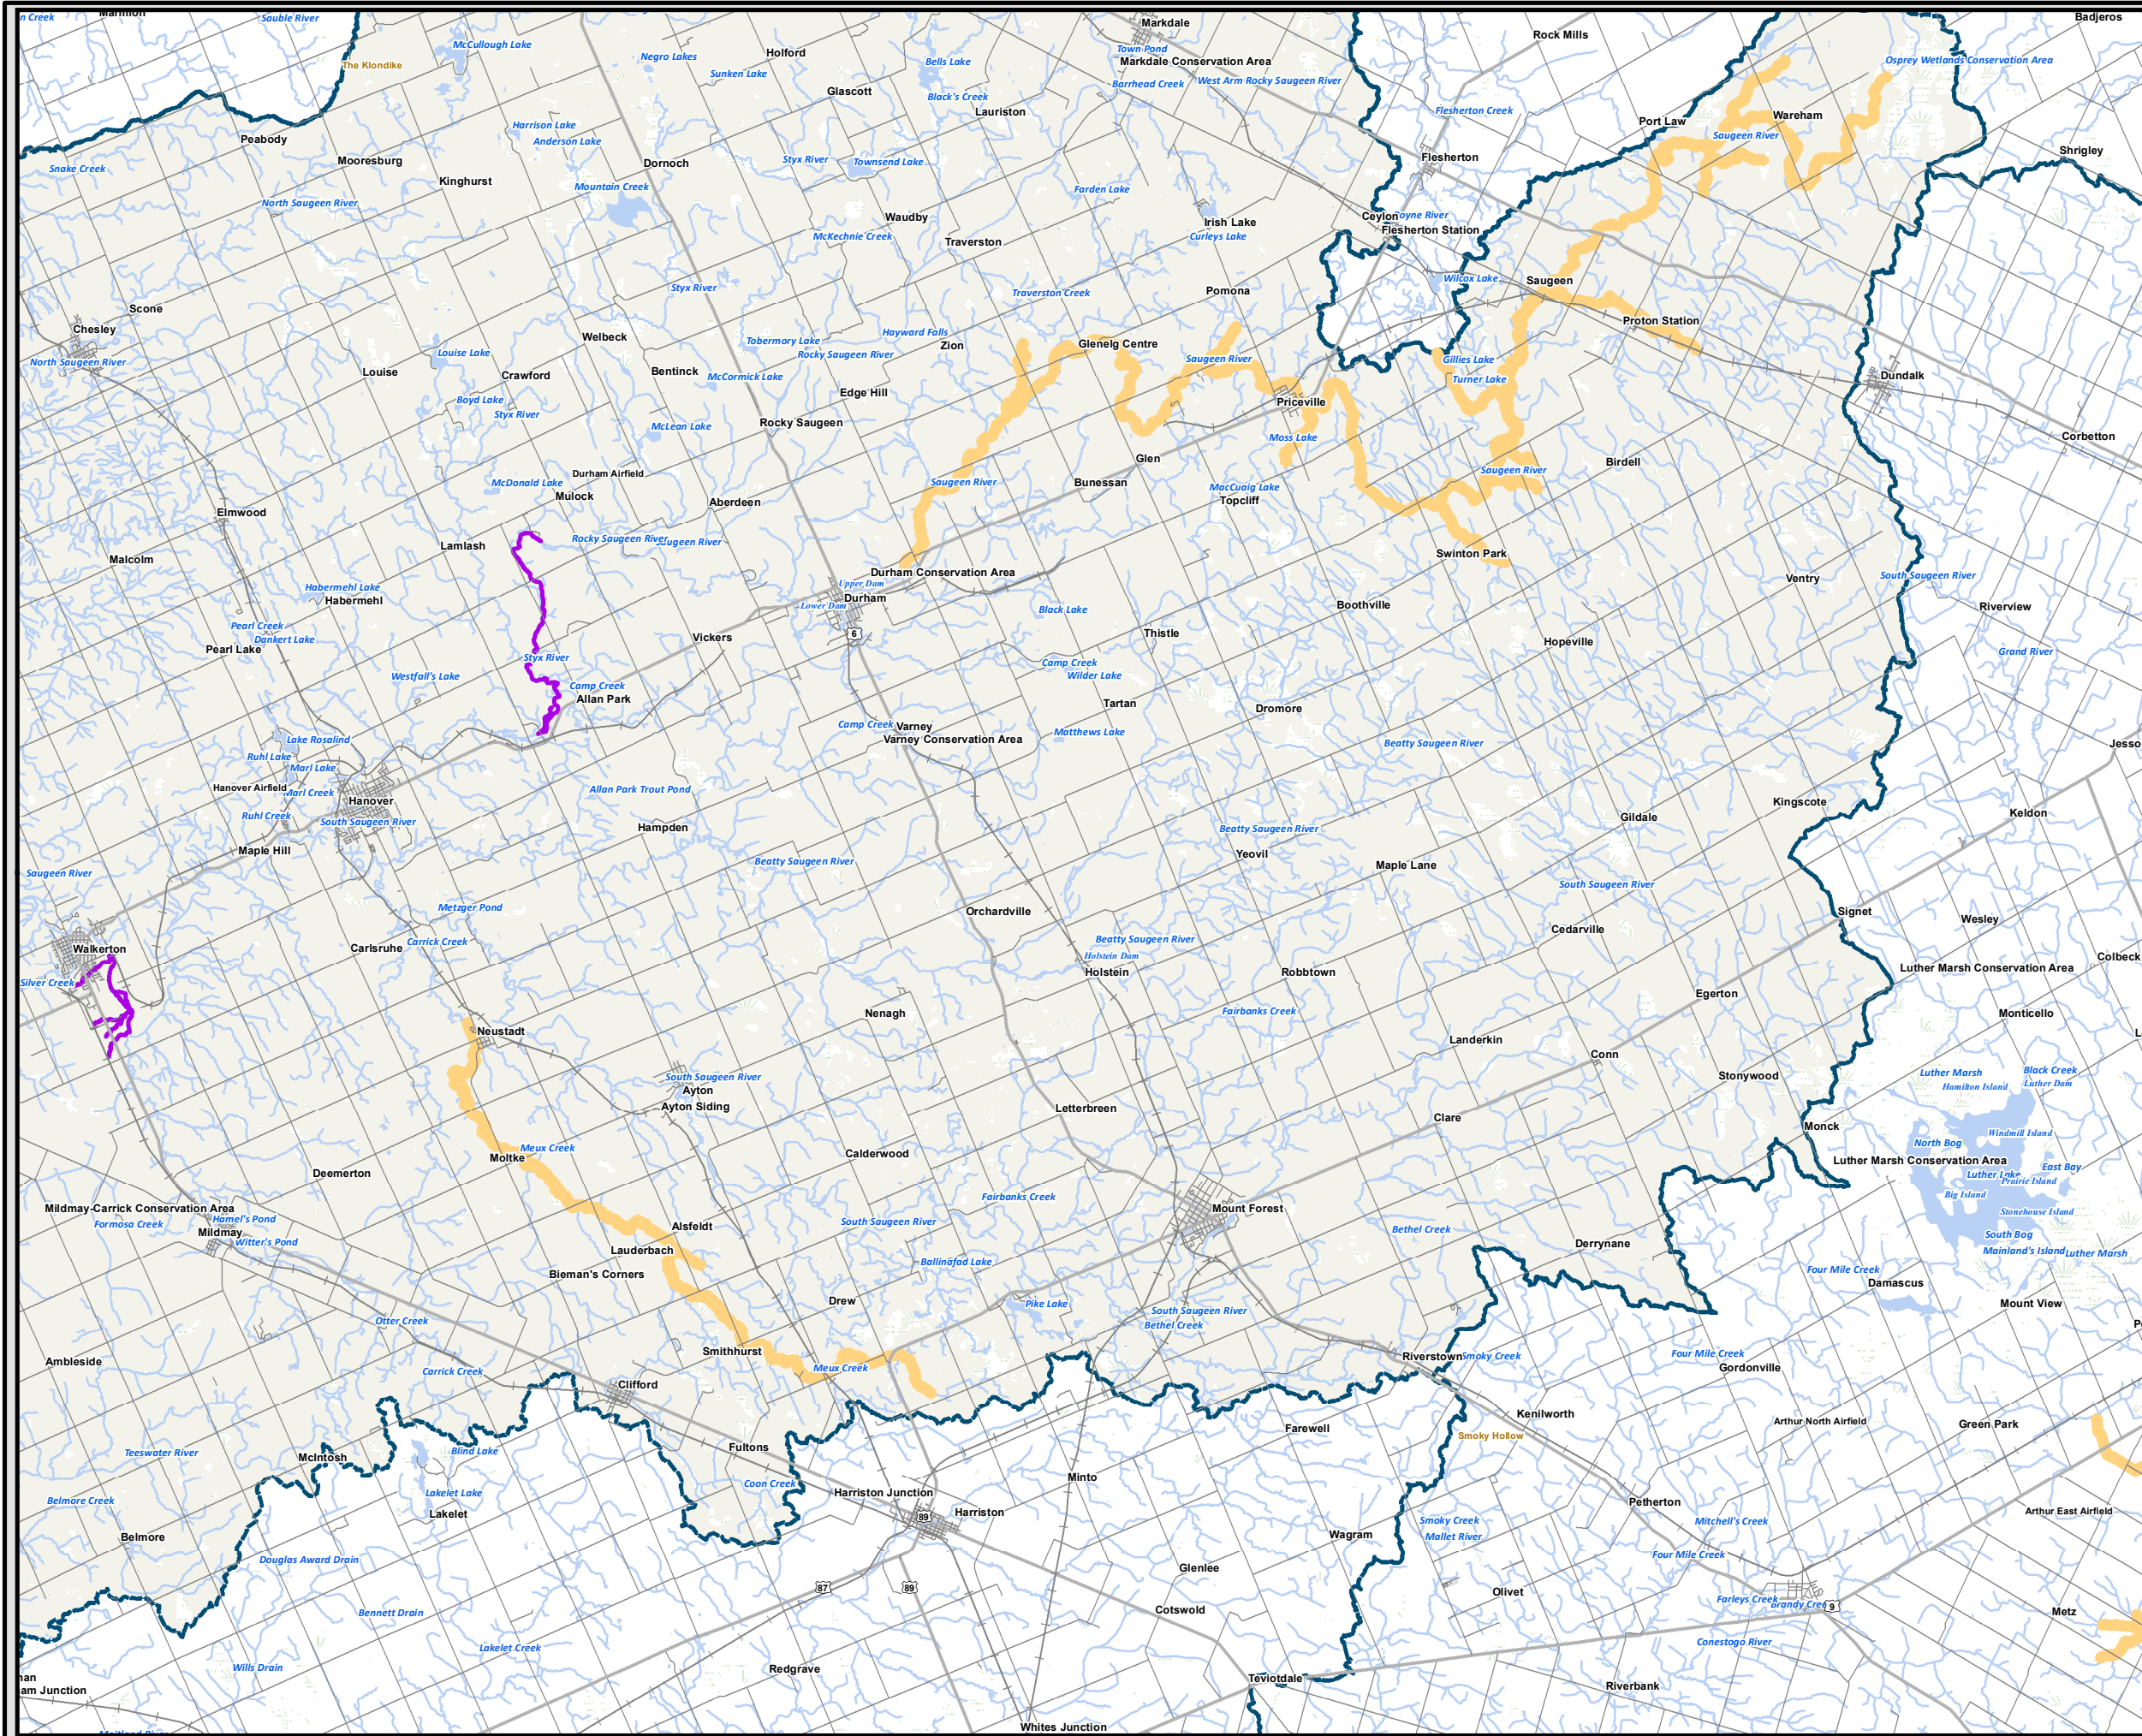 Marmion
Sauble River
Markdale
Badjeros
n Creek
McCullough Lake
Negro Lakes
Holford
Town Pond
Rock Mills
The Klondike
Sunken Lake
Bells Lake
Markdale Conservation Area
Osprey Wetlands Conservation Area
Glascott
Black's Creek
Barrhead Creek
West Arm Rocky Saugeen River
Lauriston
Flesherton Creek
Wareham
Port Law
Saugeen River
Harrison Lake
Anderson Lake
Peabody
Mooresburg
Dornoch
Styx River
Townsend Lake
Flesherton
Shrigley
Snake Creek
Kinghurst
Mountain Creek
Farden Lake
North Saugeen River
Waudby
Irish Lake
Ceylon
Boyne River
Flesherton Station
McKechnie Creek
Traverston
Curleys Lake
Styx River
Traverston Creek
Pomona
Wilcox Lake
Saugeen
Scone
Chesley
North Saugeen River
Louise Lake
Welbeck
Tobermory Lake
Hayward Falls
Zion
Rocky Saugeen River
Glenelg Centre
Saugeen River
Proton Station
Gillies Lake
Turner Lake
Louise
Crawford
Bentinck
McCormick Lake
Edge Hill
Dundalk
Boyd Lake
Styx River
McLean Lake
Rocky Saugeen
Priceville
Moss Lake
Corbetton
Glen
Birdell
Saugeen River
Durham Airfield
McDonald Lake
Mulock
Aberdeen
Saugeen River
Bunessan
MacCuaig Lake
Topcliff
Elmwood
Lamlash
Rocky Saugeen River
Saugeen River
Swinton Park
Malcolm
Durham Conservation Area
Upper Dam
Ventry
South Saugeen River
Habermehl Lake
Habermehl
Lower Dam
Durham
Black Lake
Boothville
Riverview
Pearl Creek
Dankert Lake
Pearl Lake
Vickers
6
Thistle
Hopeville
Grand River
Styx River
Camp Creek
Wilder Lake
Westfall's Lake
Camp Creek
Allan Park
Tartan
Dromore
Camp Creek
Varney
Varney Conservation Area
Matthews Lake
Beatty Saugeen River
Jesso
Lake Rosalind
Ruhl Lake
Marl Lake
Hanover Airfield
Marl Creek
Hanover
Allan Park Trout Pond
Kingscote
Keldon
Ruhl Creek
South Saugeen River
Hampden
Beatty Saugeen River
Gildale
Maple Hill
Beatty Saugeen River
Yeovil
Maple Lane
Saugeen River
South Saugeen River
Metzger Pond
Orchardville
Signet
Wesley
Cedarville
Walkerton
Carlsruhe
Carrick Creek
Beatty Saugeen River
Holstein Dam
Holstein
Robbtown
Luther Marsh Conservation Area
Colbeck
Silver Creek
Egerton
Nenagh
Fairbanks Creek
Monticello
L
Neustadt
Landerkin
Conn
South Saugeen River
Ayton
Ayton Siding
Stonywood
Luther Marsh
Black Creek
Hamilton Island
Luther Dam
Letterbreen
Clare
Monck
Windmill Island
North Bog
Meux Creek
Moltke
Calderwood
Luther Marsh Conservation Area
East Bay
Luther Lake
Prairie Island
Deemerton
Big Island
Fairbanks Creek
Mildmay-Carrick Conservation Area
Formosa Creek
Hamel's Pond
Mildmay
Witter's Pond
Mount Forest
Stonehouse Island
Alsfeldt
South Saugeen River
Bethel Creek
South Bog
Lauderbach
Derrynane
Mainland's Island
Luther Marsh
Bieman's Corners
Ballinafad Lake
Four Mile Creek
Damascus
Drew
Pike Lake
South Saugeen River
Bethel Creek
Mount View
Otter Creek
P
Smithhurst
Ambleside
Meux Creek
Riverstown
Smoky Creek
Four Mile Creek
Gordonville
Carrick Creek
Clifford
Kenilworth
Arthur North Airfield
Green Park
Farewell
Smoky Hollow
Fultons
Teeswater River
McIntosh
Blind Lake
Minto
Coon Creek
Harriston Junction
Belmore Creek
Lakelet Lake
Lakelet
89
Harriston
Petherton
Arthur East Airfield
Smoky Creek
Mitchell's Creek
Belmore
Wagram
Mallet River
Douglas Award Drain
Four Mile Creek
Glenlee
87
89
Olivet
Farleys Creek
Brandy Cree
9
Bennett Drain
Cotswold
Metz
Lakelet Creek
Conestogo River
Wills Drain
Redgrave
Teviotdale
nan
am Junction
Riverbank
Whites Junction
Maitland River